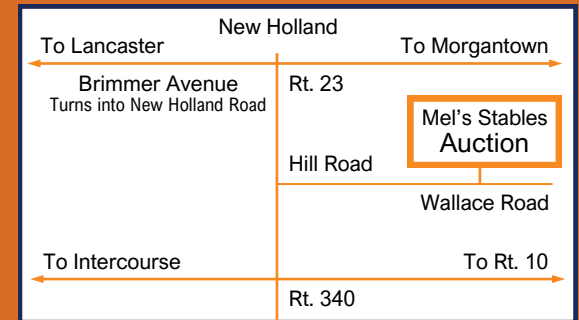 New Holland
To Lancaster
To Morgantown
Brimmer Avenue
Turns into New Holland Road
Rt. 23
Mel's Stables
Auction
Hill Road
Wallace Road
To Intercourse
To Rt. 10
Rt. 340